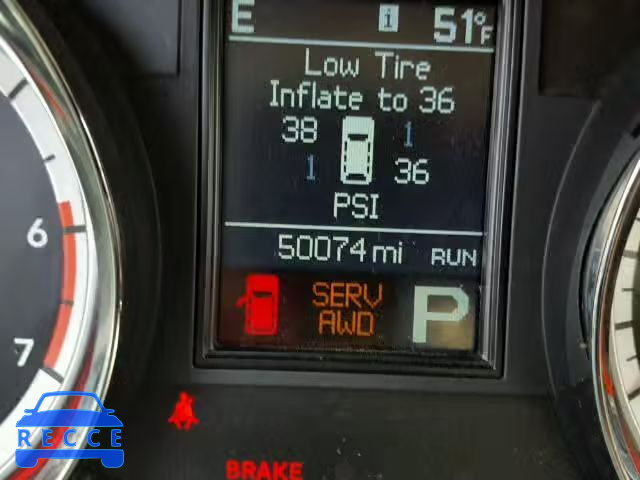 E i 51°F
Low Tire
Inflate to 36
38 1
1 36
PSI
50074 mi RUN
SERV
AWD
P
6
7
BRAKE
RECCE